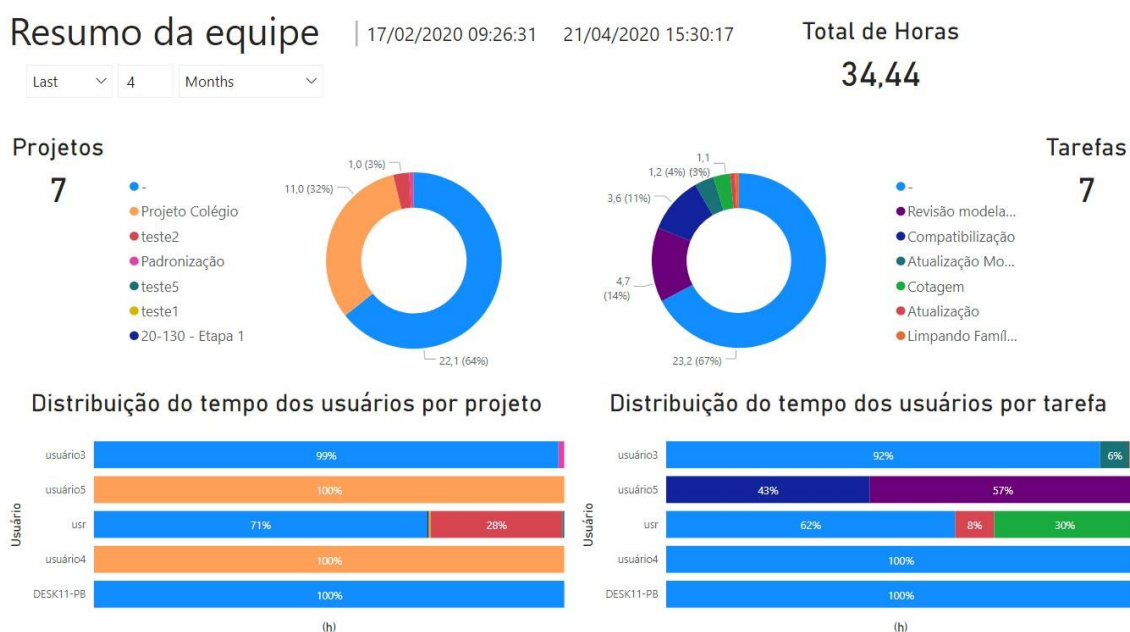 Resumo da equipe
17/02/2020 09:26:31 21/04/2020 15:30:17
Total de Horas
34,44
Last 4 Months
Projetos
7
-
Projeto Colégio
teste2
Padronização
teste5
teste1
20-130 - Etapa 1
1,0 (3%)
11,0 (32%)
22,1 (64%)
1,1
1,2 (4%) (3%)
3,6 (11%)
4,7
(14%)
23,2 (67%)
Tarefas
7
-
Revisão modela...
Compatibilização
Atualização Mo...
Cotagem
Atualização
Limpando Famíl...
Distribuição do tempo dos usuários por projeto
Usuário
usuário3 99%
usuário5 100%
usr 71% 28%
usuário4 100%
DESK11-PB 100%
(h)
Distribuição do tempo dos usuários por tarefa
Usuário
usuário3 92% 6%
usuário5 43% 57%
usr 62% 8% 30%
usuário4 100%
DESK11-PB 100%
(h)